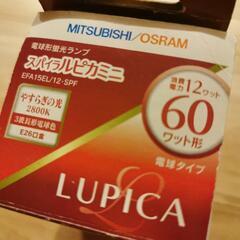 MITSUBISHI/OSRAM
電球形蛍光ランプ
スパイラルピカミニ
EFA15EL/12・SPF
消費電力 12ワット
60
ワット形
やすらぎの光
2800K
3波長形電球色
E26口金
電球タイプ
LUPICA